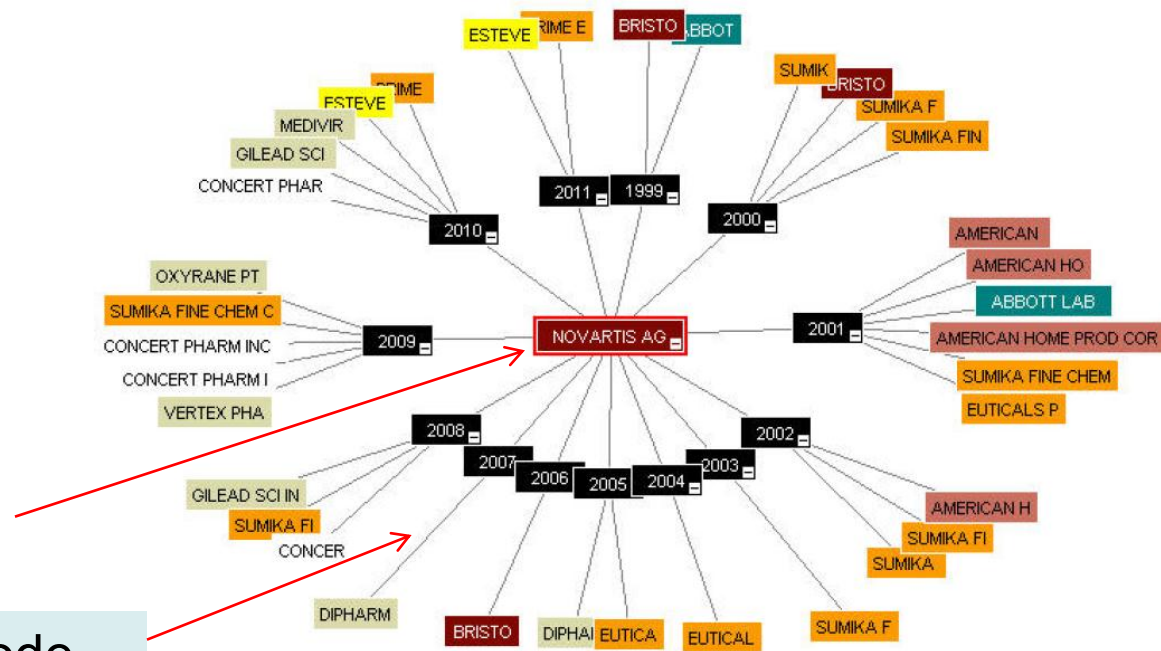 ESTEVE
RIME E
BRISTO
ABBOT
PRIME
ESTEVE
MEDIVIR
GILEAD SCI
CONCERT PHAR
SUMIK
BRISTO
SUMIKA F
SUMIKA FIN
2011
1999
2000
2010
AMERICAN
AMERICAN HO
ABBOTT LAB
AMERICAN HOME PROD COR
SUMIKA FINE CHEM
EUTICALS P
OXYRANE PT
SUMIKA FINE CHEM C
CONCERT PHARM INC
CONCERT PHARM I
VERTEX PHA
2009
NOVARTIS AG
2001
2008
2007
2006
2005
2004
2003
2002
GILEAD SCI IN
SUMIKA FI
CONCER
AMERICAN H
SUMIKA FI
SUMIKA
DIPHARM
BRISTO
DIPHAI
EUTICA
EUTICAL
SUMIKA F